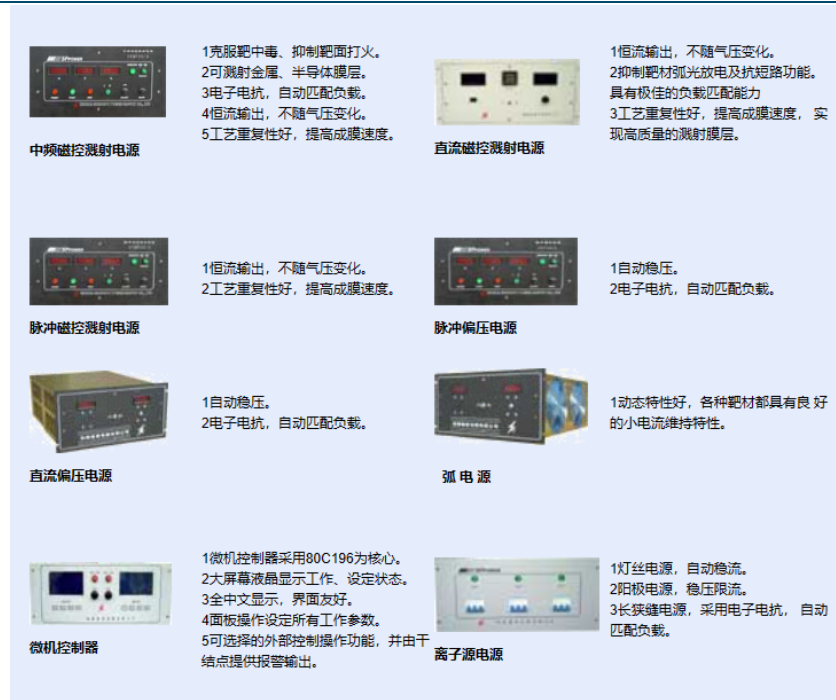 1克服靶中毒、抑制靶面打火。
2可溅射金属、半导体膜层。
3电子电抗，自动匹配负载。
4恒流输出，不随气压变化。
5工艺重复性好，提高成膜速度。
中频磁控溅射电源
1恒流输出，不随气压变化。
2抑制靶材弧光放电及抗短路功能。
具有极佳的负载匹配能力
3工艺重复性好，提高成膜速度， 实
现高质量的溅射膜层。
直流磁控溅射电源
1恒流输出，不随气压变化。
2工艺重复性好，提高成膜速度。
脉冲磁控溅射电源
1自动稳压。
2电子电抗，自动匹配负载。
脉冲偏压电源
1自动稳压。
2电子电抗，自动匹配负载。
直流偏压电源
1动态特性好，各种靶材都具有良 好
的小电流维持特性。
弧 电 源
1微机控制器采用80C196为核心。
2大屏幕液晶显示工作、设定状态。
3全中文显示，界面友好。
4面板操作设定所有工作参数。
5可选择的外部控制操作功能，并由干
结点提供报警输出。
微机控制器
1灯丝电源，自动稳流。
2阳极电源，稳压限流。
3长狭缝电源，采用电子电抗， 自动
匹配负载。
离子源电源